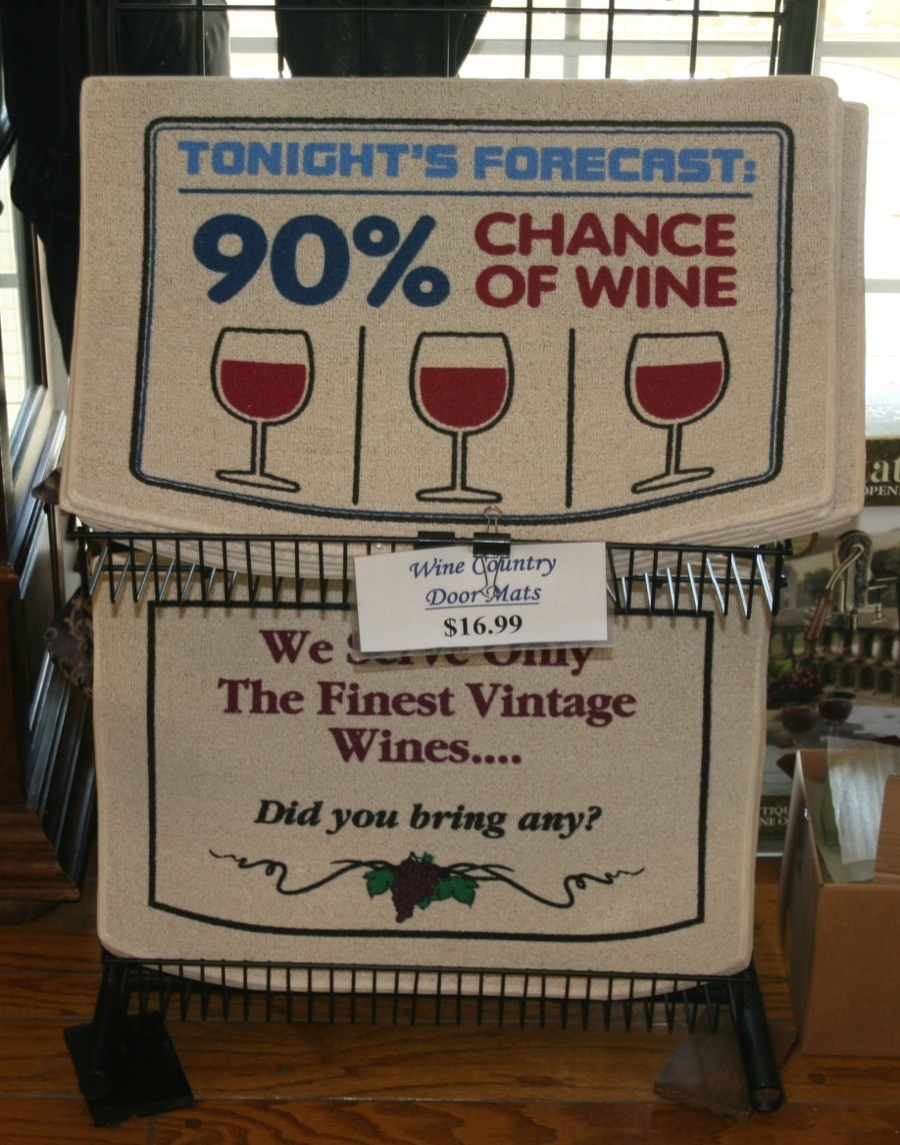 TONIGHT'S FORECAST:
90% CHANCE
OF WINE
Wine Country
Door Mats
$16.99
We Serve Only
The Finest Vintage
Wines....
Did you bring any?